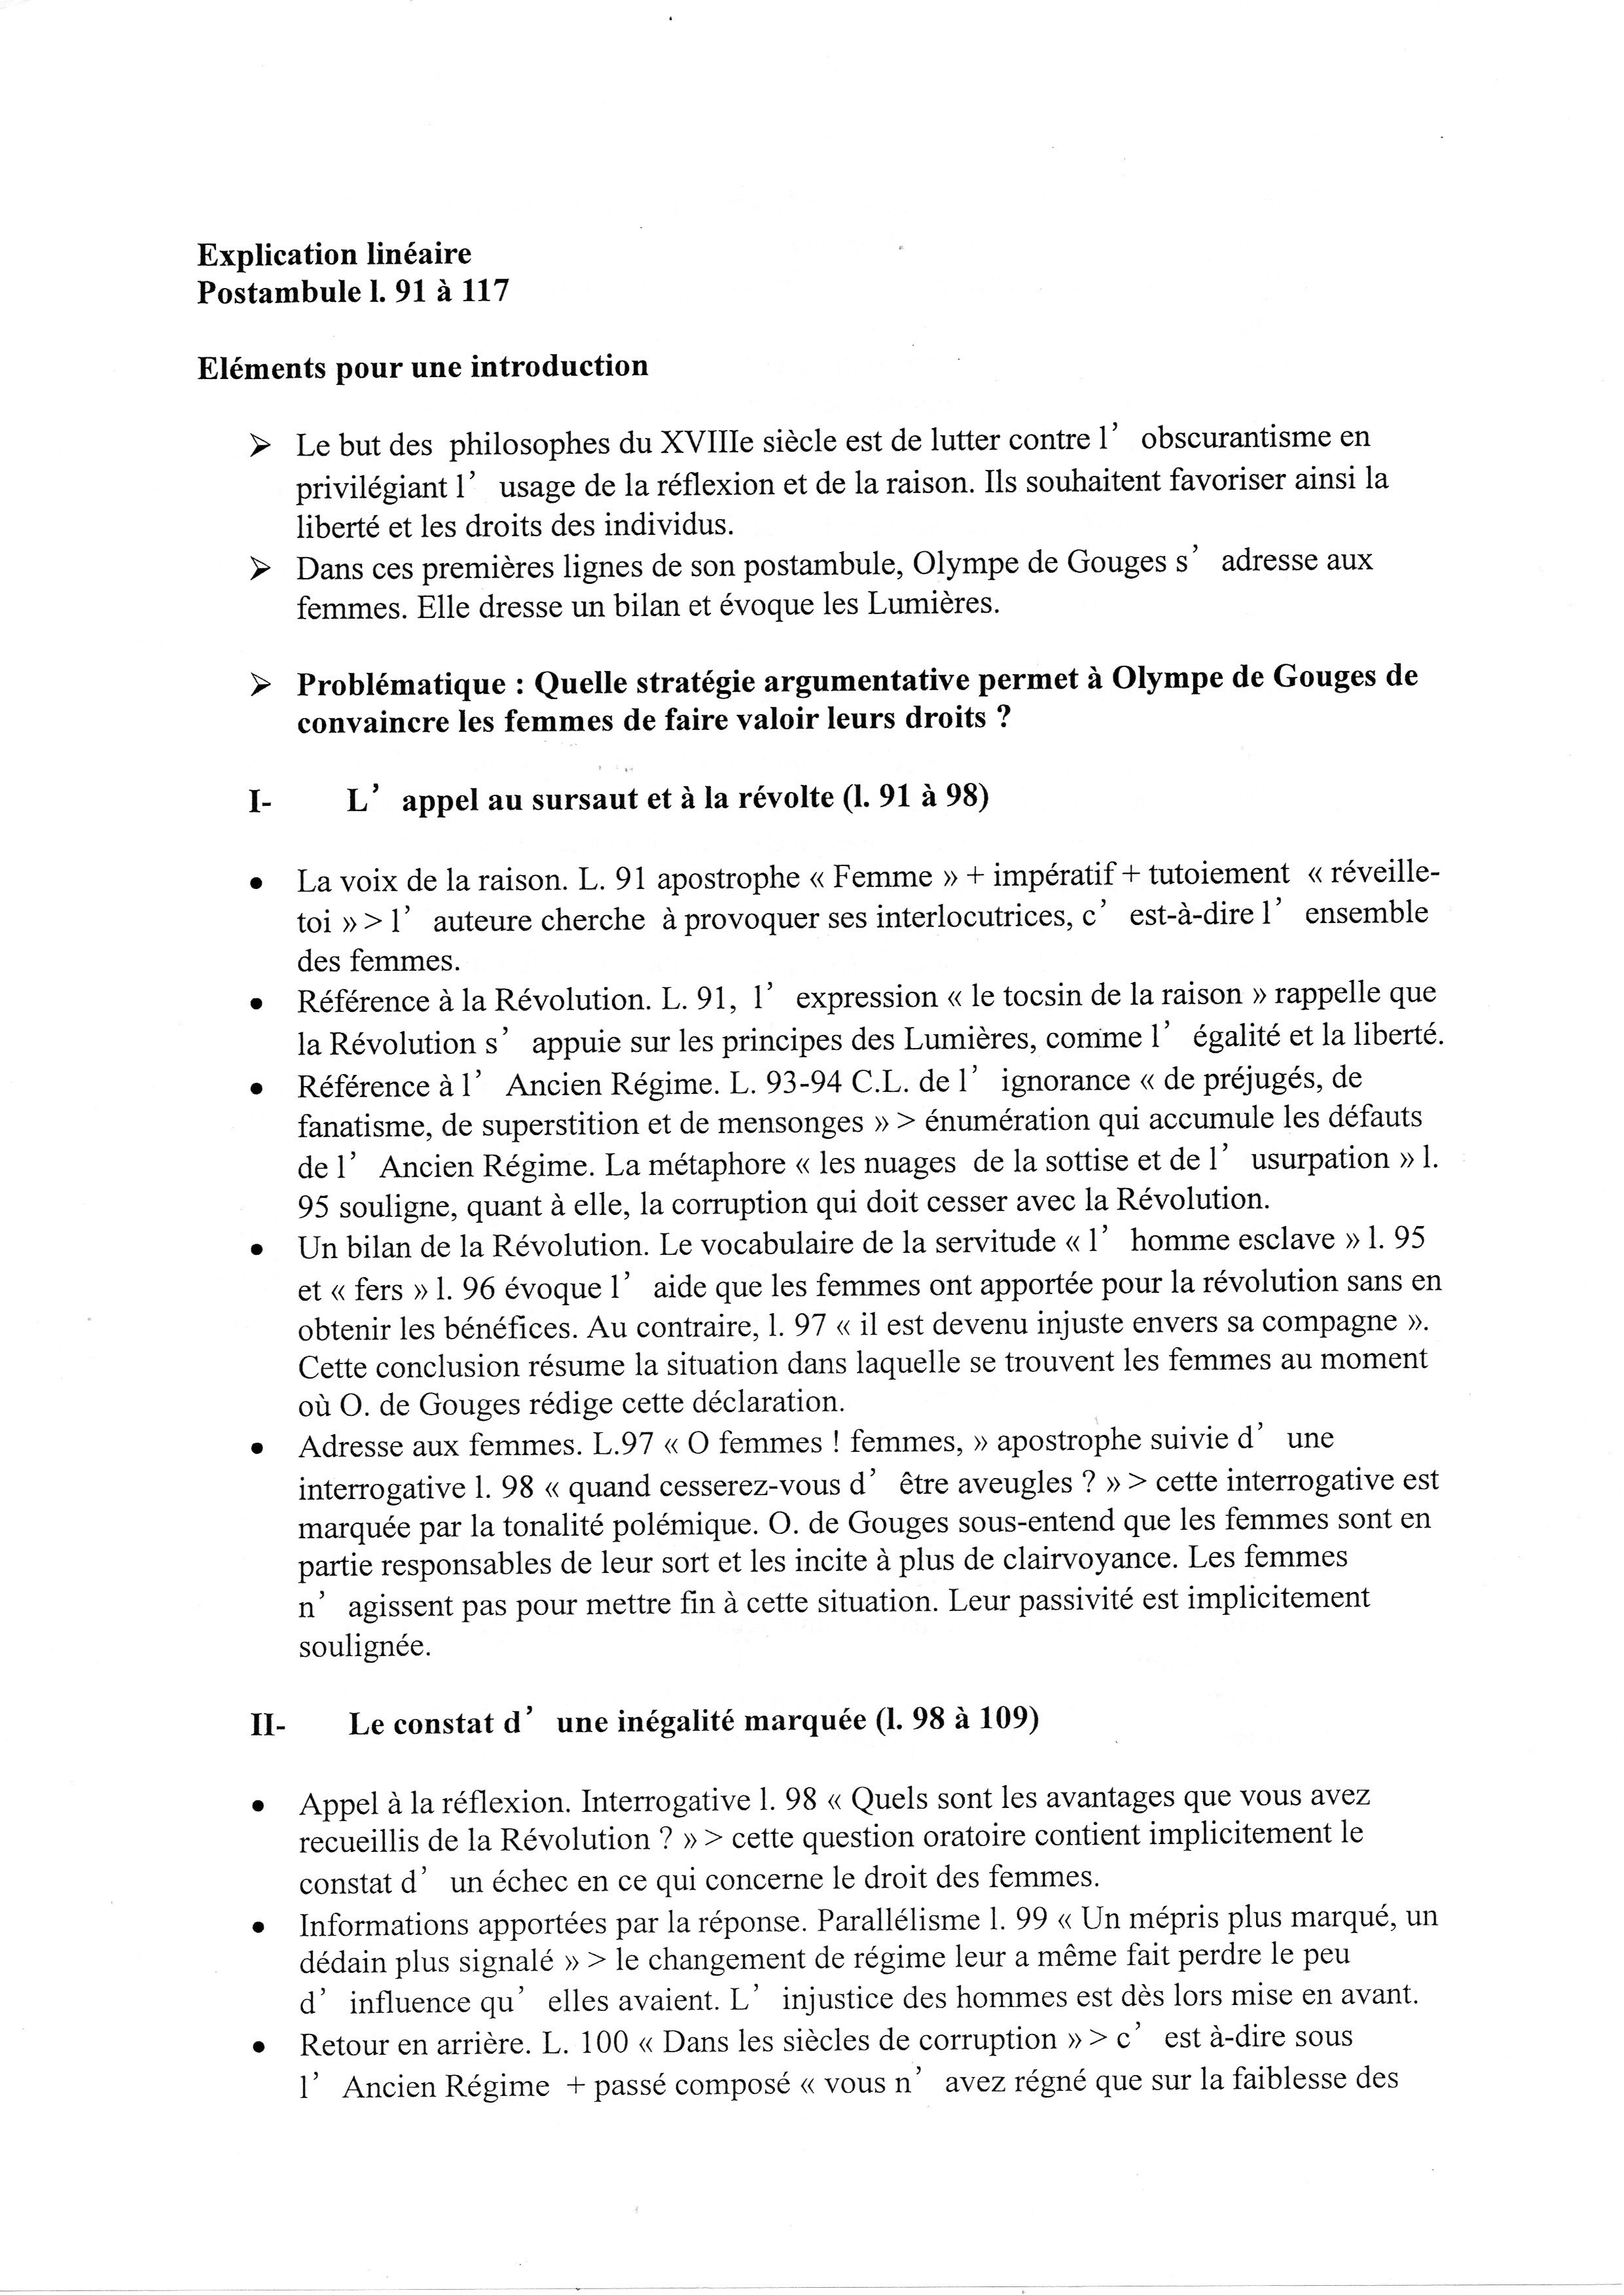 Explication linéaire
Postambule l. 91 à 117
Eléments pour une introduction
➢ Le but des philosophes du XVIIIe siècle est de lutter contre l' obscurantisme en
privilégiant l' usage de la réflexion et de la raison. Ils souhaitent favoriser ainsi la
liberté et les droits des individus.
➢ Dans ces premières lignes de son postambule, Olympe de Gouges s' adresse aux
femmes. Elle dresse un bilan et évoque les Lumières.
➢ Problématique : Quelle stratégie argumentative permet à Olympe de Gouges de
convaincre les femmes de faire valoir leurs droits ?
I- L' appel au sursaut et à la révolte (l. 91 à 98)
• La voix de la raison. L. 91 apostrophe « Femme » + impératif + tutoiement « réveille-
toi » > l' auteure cherche à provoquer ses interlocutrices, c' est-à-dire l' ensemble
des femmes.
• Référence à la Révolution. L. 91, l' expression « le tocsin de la raison » rappelle que
la Révolution s' appuie sur les principes des Lumières, comme l' égalité et la liberté.
• Référence à l' Ancien Régime. L. 93-94 C.L. de l' ignorance « de préjugés, de
fanatisme, de superstition et de mensonges » > énumération qui accumule les défauts
de l' Ancien Régime. La métaphore « les nuages de la sottise et de l' usurpation » l.
95 souligne, quant à elle, la corruption qui doit cesser avec la Révolution.
• Un bilan de la Révolution. Le vocabulaire de la servitude « l' homme esclave » l. 95
et « fers » l. 96 évoque l' aide que les femmes ont apportée pour la révolution sans en
obtenir les bénéfices. Au contraire, l. 97 « il est devenu injuste envers sa compagne ».
Cette conclusion résume la situation dans laquelle se trouvent les femmes au moment
où O. de Gouges rédige cette déclaration.
• Adresse aux femmes. L.97 « O femmes ! femmes, » apostrophe suivie d' une
interrogative l. 98 « quand cesserez-vous d' être aveugles ? » > cette interrogative est
marquée par la tonalité polémique. O. de Gouges sous-entend que les femmes sont en
partie responsables de leur sort et les incite à plus de clairvoyance. Les femmes
n' agissent pas pour mettre fin à cette situation. Leur passivité est implicitement
soulignée.
II- Le constat d' une inégalité marquée (l. 98 à 109)
• Appel à la réflexion. Interrogative l. 98 « Quels sont les avantages que vous avez
recueillis de la Révolution ? » > cette question oratoire contient implicitement le
constat d' un échec en ce qui concerne le droit des femmes.
• Informations apportées par la réponse. Parallélisme l. 99 « Un mépris plus marqué, un
dédain plus signalé » > le changement de régime leur a même fait perdre le peu
d' influence qu' elles avaient. L' injustice des hommes est dès lors mise en avant.
• Retour en arrière. L. 100 « Dans les siècles de corruption » > c' est à-dire sous
l' Ancien Régime + passé composé « vous n' avez régné que sur la faiblesse des